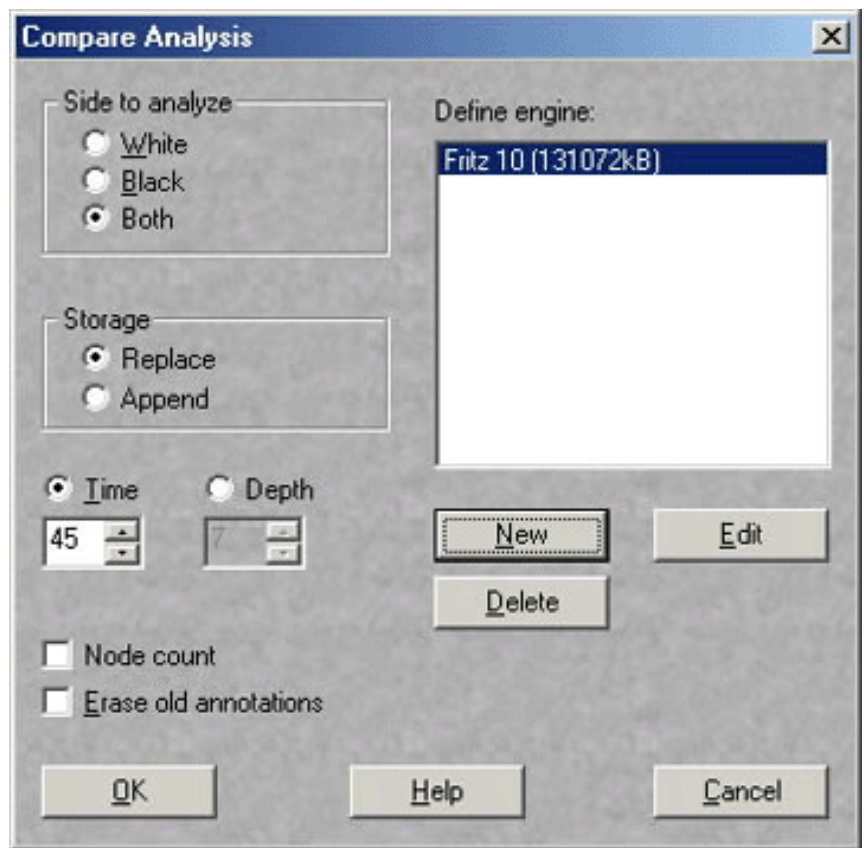 Compare Analysis
Side to analyze
White
Black
Both
Define engine:
Fritz 10 (131072kB)
Storage
Replace
Append
Time Depth
45 7
New Edit
Delete
Node count
Erase old annotations
OK Help Cancel